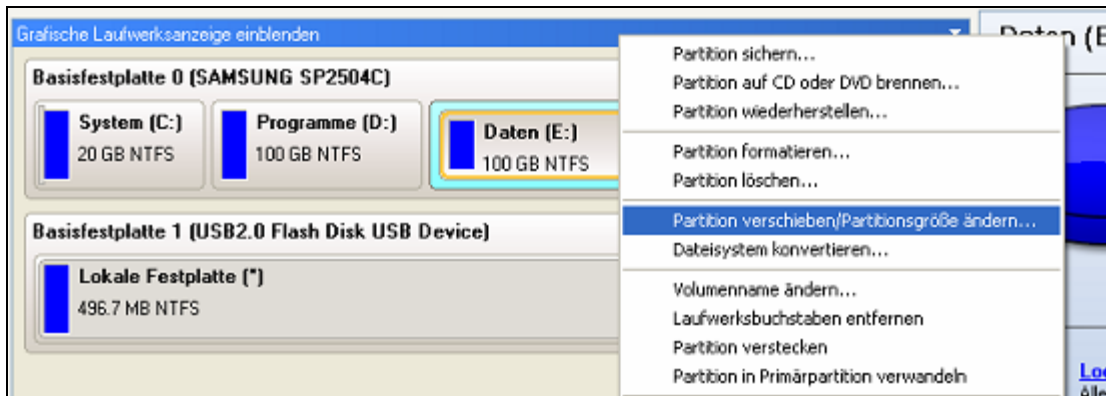 Grafische Laufwerksanzeige einblenden
Basisfestplatte 0 (SAMSUNG SP2504C)
System (C:)
20 GB NTFS
Programme (D:)
100 GB NTFS
Daten (E:)
100 GB NTFS
Basisfestplatte 1 (USB2.0 Flash Disk USB Device)
Lokale Festplatte (*)
496.7 MB NTFS
Partition sichern...
Partition auf CD oder DVD brennen...
Partition wiederherstellen...
Partition formatieren...
Partition löschen...
Partition verschieben/Partitionsgröße ändern...
Dateisystem konvertieren...
Volumenname ändern...
Laufwerksbuchstaben entfernen
Partition verstecken
Partition in Primärpartition verwandeln